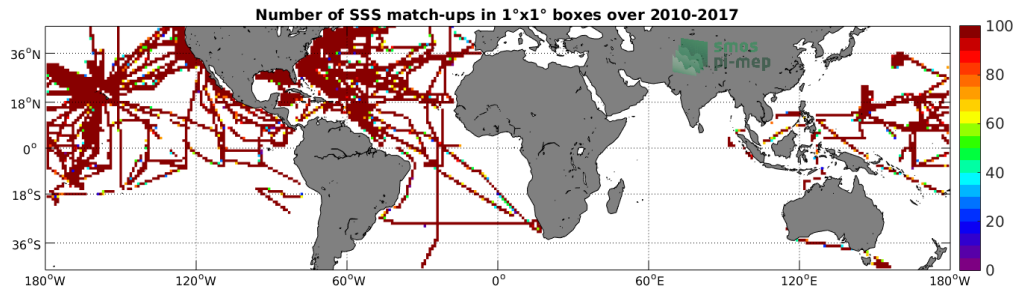 Number of SSS match-ups in 1°x1° boxes over 2010-2017
smos
pi-mep
36°N
18°N
0°
18°S
36°S
180°W
120°W
60°W
0°
60°E
120°E
180°W
100
80
60
40
20
0